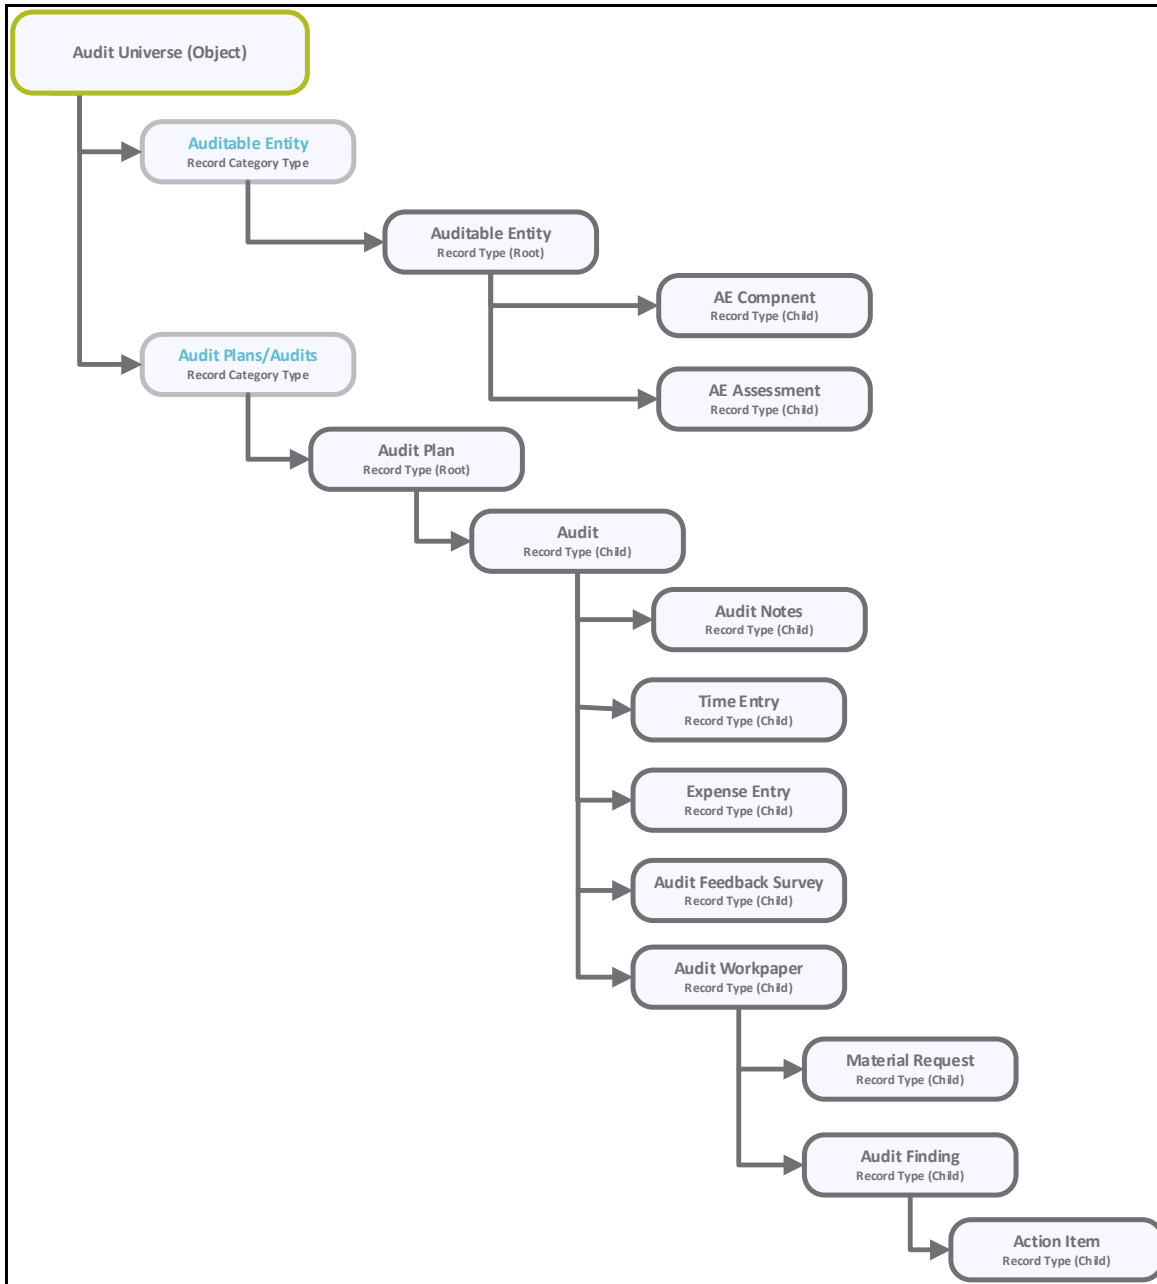 Audit Universe (Object)
Auditable Entity
Record Category Type
Auditable Entity
Record Type (Root)
AE Compnent
Record Type (Child)
Audit Plans/Audits
Record Category Type
AE Assessment
Record Type (Child)
Audit Plan
Record Type (Root)
Audit
Record Type (Child)
Audit Notes
Record Type (Child)
Time Entry
Record Type (Child)
Expense Entry
Record Type (Child)
Audit Feedback Survey
Record Type (Child)
Audit Workpaper
Record Type (Child)
Material Request
Record Type (Child)
Audit Finding
Record Type (Child)
Action Item
Record Type (Child)